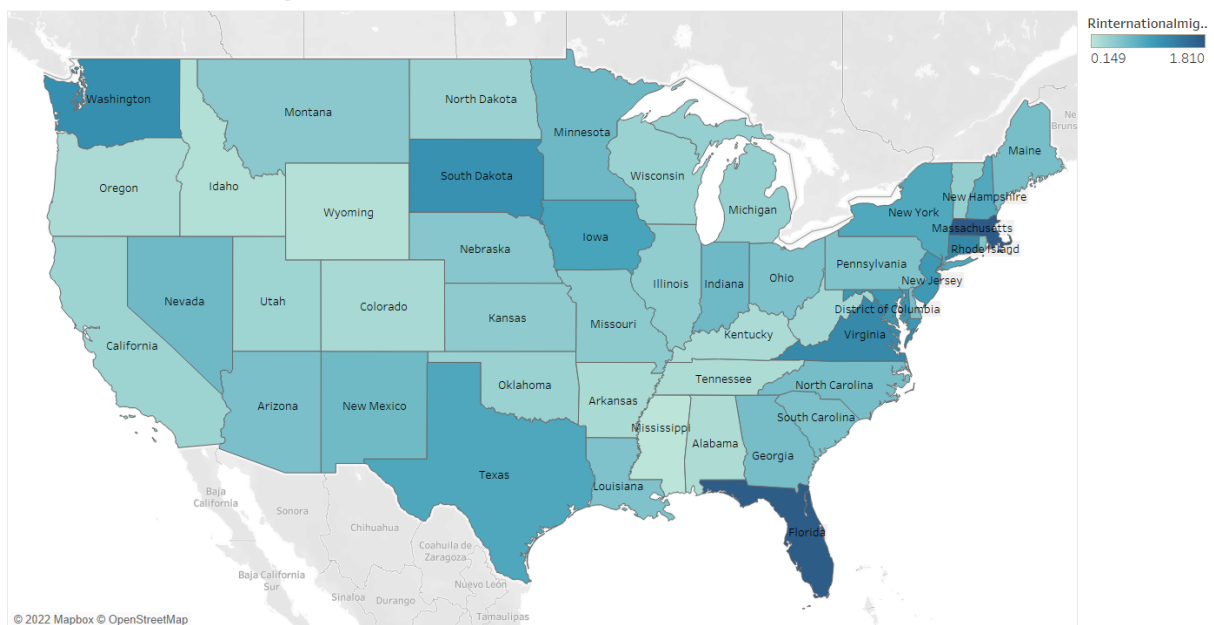 Rinternationalmig..
0.149 1.810
Washington
Montana
North Dakota
Minnesota
Maine
Ne
Bruns
Oregon
Idaho
Wyoming
South Dakota
Wisconsin
Michigan
New York
New Hampshire
Massachusetts
Rhode Island
Nebraska
Iowa
Illinois
Indiana
Ohio
Pennsylvania
New Jersey
Nevada
Utah
Colorado
Kansas
Missouri
Kentucky
District of Columbia
Virginia
California
Arizona
New Mexico
Oklahoma
Arkansas
Tennessee
North Carolina
South Carolina
Mississippi
Alabama
Georgia
Texas
Louisiana
Florida
Baja
California
Sonora
Chihuahua
Coahuila de
Zaragoza
Baja California
Sur
Sinaloa
Durango
Nuevo León
Tamaulipas
© 2022 Mapbox © OpenStreetMap